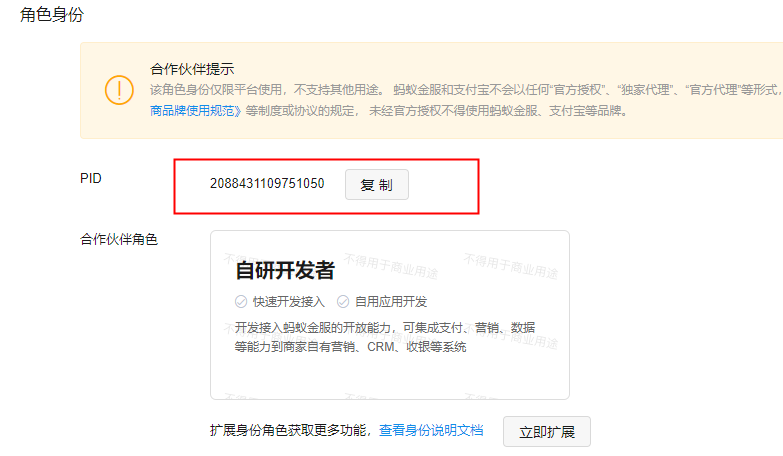 角色身份
合作伙伴提示
该角色身份仅限平台使用，不支持其他用途。 蚂蚁金服和支付宝不会以任何“官方授权”、“独家代理”、“官方代理”等形式，
商品牌使用规范》等制度或协议的规定， 未经官方授权不得使用蚂蚁金服、支付宝等品牌。
PID
2088431109751050
复 制
合作伙伴角色
不得用于商业用途 不得用于商业用途 不得用于商业用途
自研开发者
快速开发接入 自用应用开发
开发接入蚂蚁金服的开放能力，可集成支付、营销、数据
等能力到商家自有营销、CRM、收银等系统
扩展身份角色获取更多功能，查看身份说明文档
立即扩展